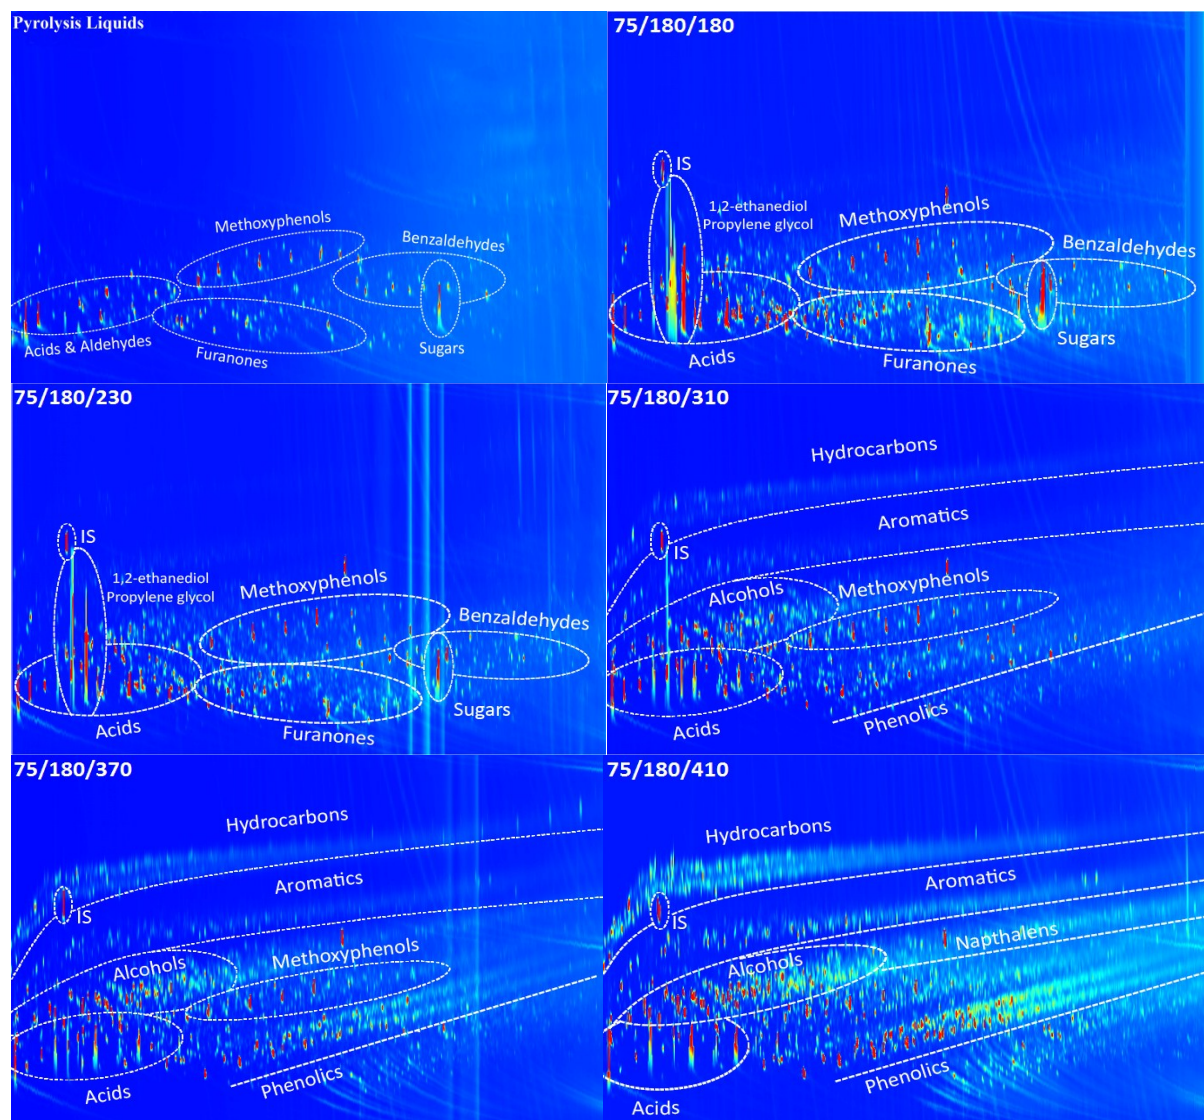 Pyrolysis Liquids
Methoxyphenols
Benzaldehydes
Acids & Aldehydes
Furanones
Sugars
75/180/180
IS
1,2-ethanediol
Propylene glycol
Methoxyphenols
Benzaldehydes
Acids
Furanones
Sugars
75/180/230
IS
1,2-ethanediol
Propylene glycol
Methoxyphenols
Benzaldehydes
Acids
Furanones
Sugars
75/180/310
Hydrocarbons
Aromatics
IS
Alcohols
Methoxyphenols
Acids
Phenolics
75/180/370
Hydrocarbons
Aromatics
IS
Alcohols
Methoxyphenols
Acids
Phenolics
75/180/410
Hydrocarbons
Aromatics
IS
Napthalens
Alcohols
Phenolics
Acids